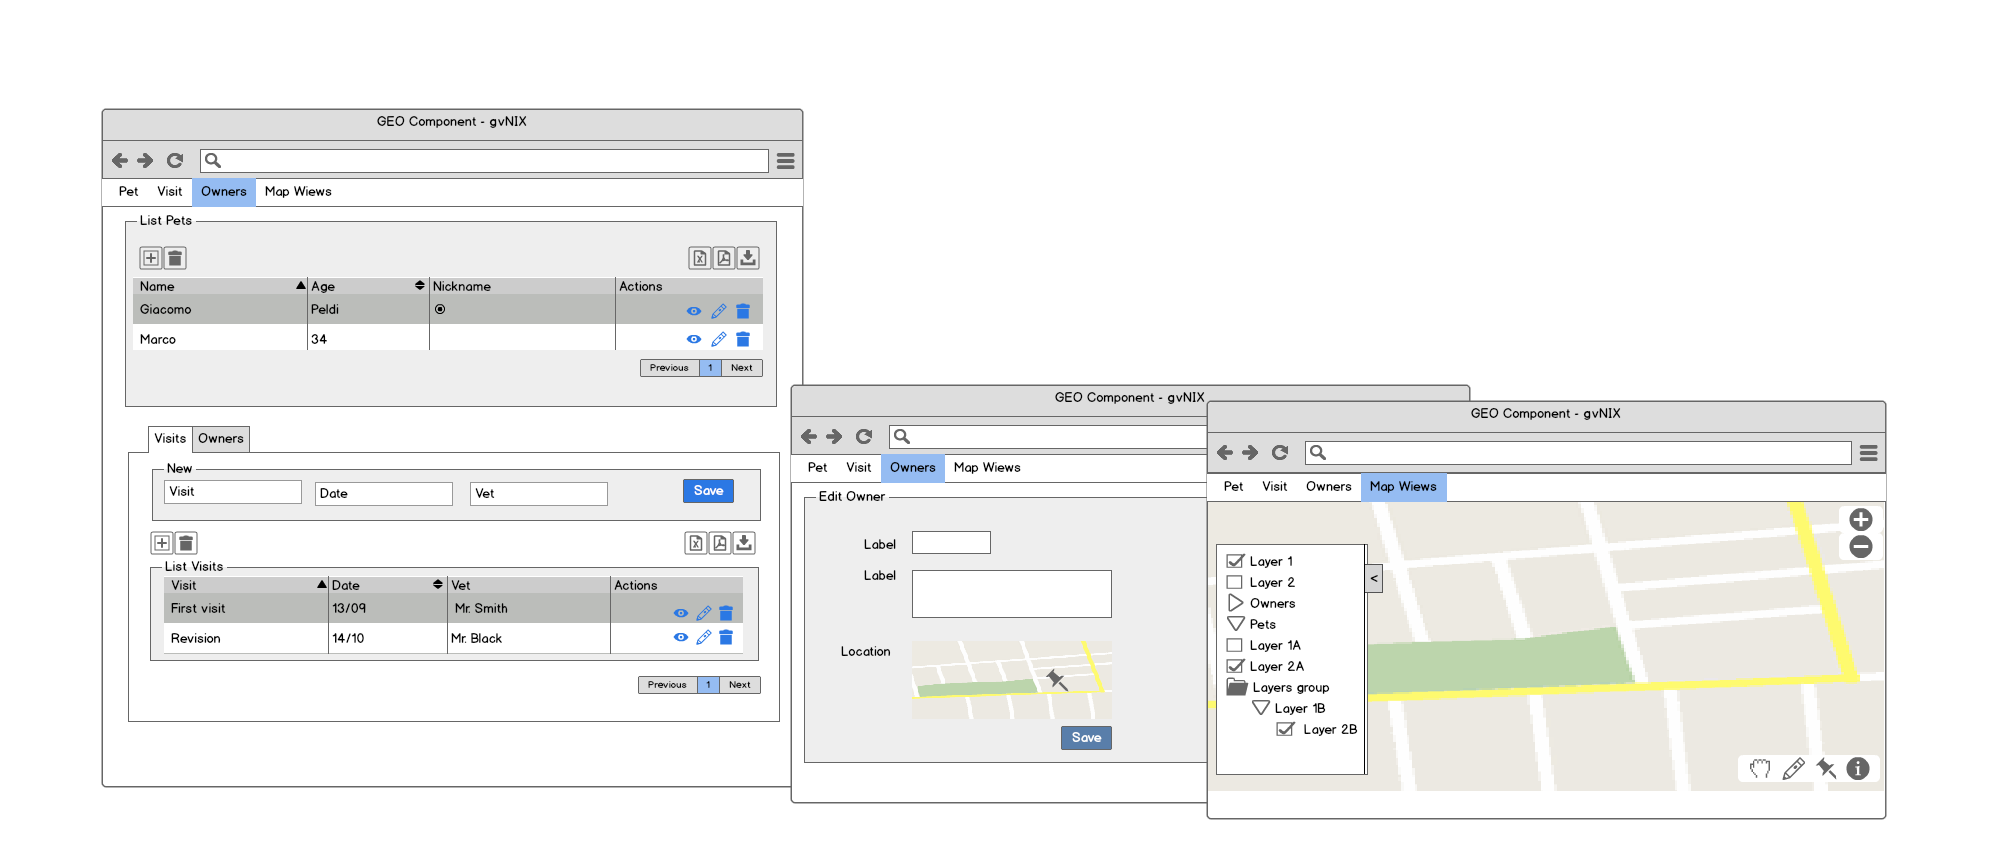 GEO Component - gvNIX
Pet Visit Owners Map Wiews
List Pets
Name Age Nickname Actions
Giacomo Peldi
Marco 34
Previous 1 Next
Visits Owners
New
Visit Date Vet Save
List Visits
Visit Date Vet Actions
First visit 13/09 Mr. Smith
Revision 14/10 Mr. Black
Previous 1 Next
GEO Component - gvNIX
Pet Visit Owners Map Wiews
Edit Owner
Label
Label
Location
Save
GEO Component - gvNIX
Pet Visit Owners Map Wiews
Layer 1
<
Layer 2
Owners
Pets
Layer 1A
Layer 2A
Layers group
Layer 1B
Layer 2B